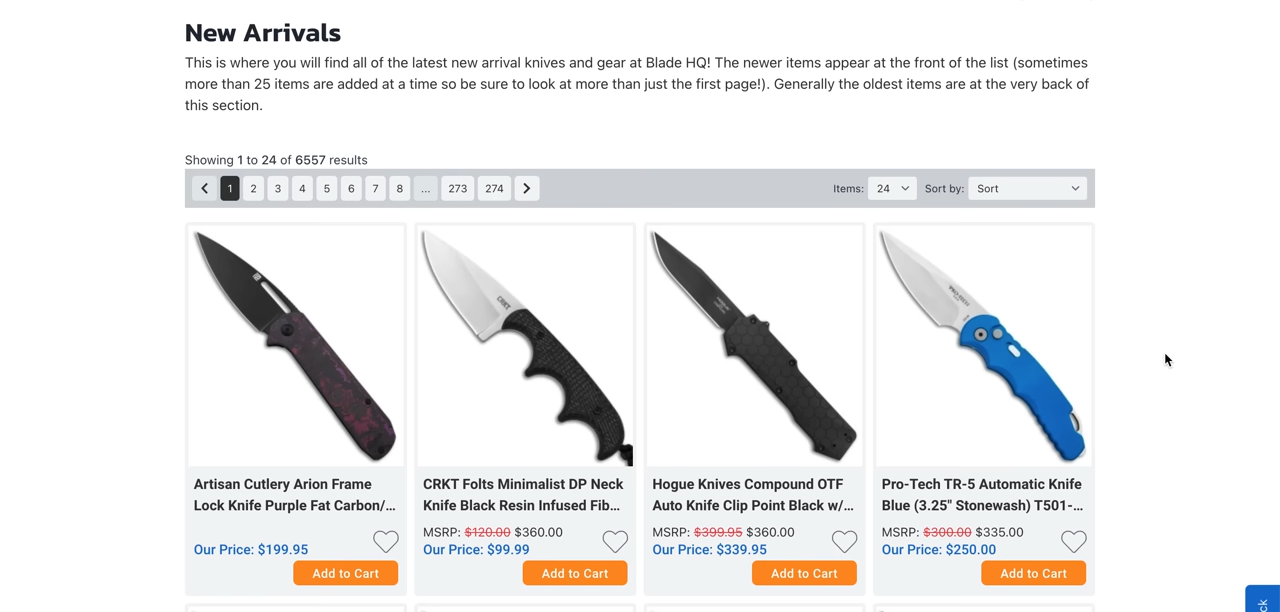 New Arrivals
This is where you will find all of the latest new arrival knives and gear at Blade HQ! The newer items appear at the front of the list (sometimes
more than 25 items are added at a time so be sure to look at more than just the first page!). Generally the oldest items are at the very back of
this section.
Showing 1 to 24 of 6557 results
1 2 3 4 5 6 7 8 ... 273 274 Items: 24 Sort by: Sort
CRKT
PRO-TECH
Artisan Cutlery Arion Frame
Lock Knife Purple Fat Carbon/...
Our Price: $199.95
Add to Cart
CRKT Folts Minimalist DP Neck
Knife Black Resin Infused Fib...
MSRP: $120.00 $360.00
Our Price: $99.99
Add to Cart
Hogue Knives Compound OTF
Auto Knife Clip Point Black w/...
MSRP: $399.95 $360.00
Our Price: $339.95
Add to Cart
Pro-Tech TR-5 Automatic Knife
Blue (3.25" Stonewash) T501-...
MSRP: $300.00 $335.00
Our Price: $250.00
Add to Cart